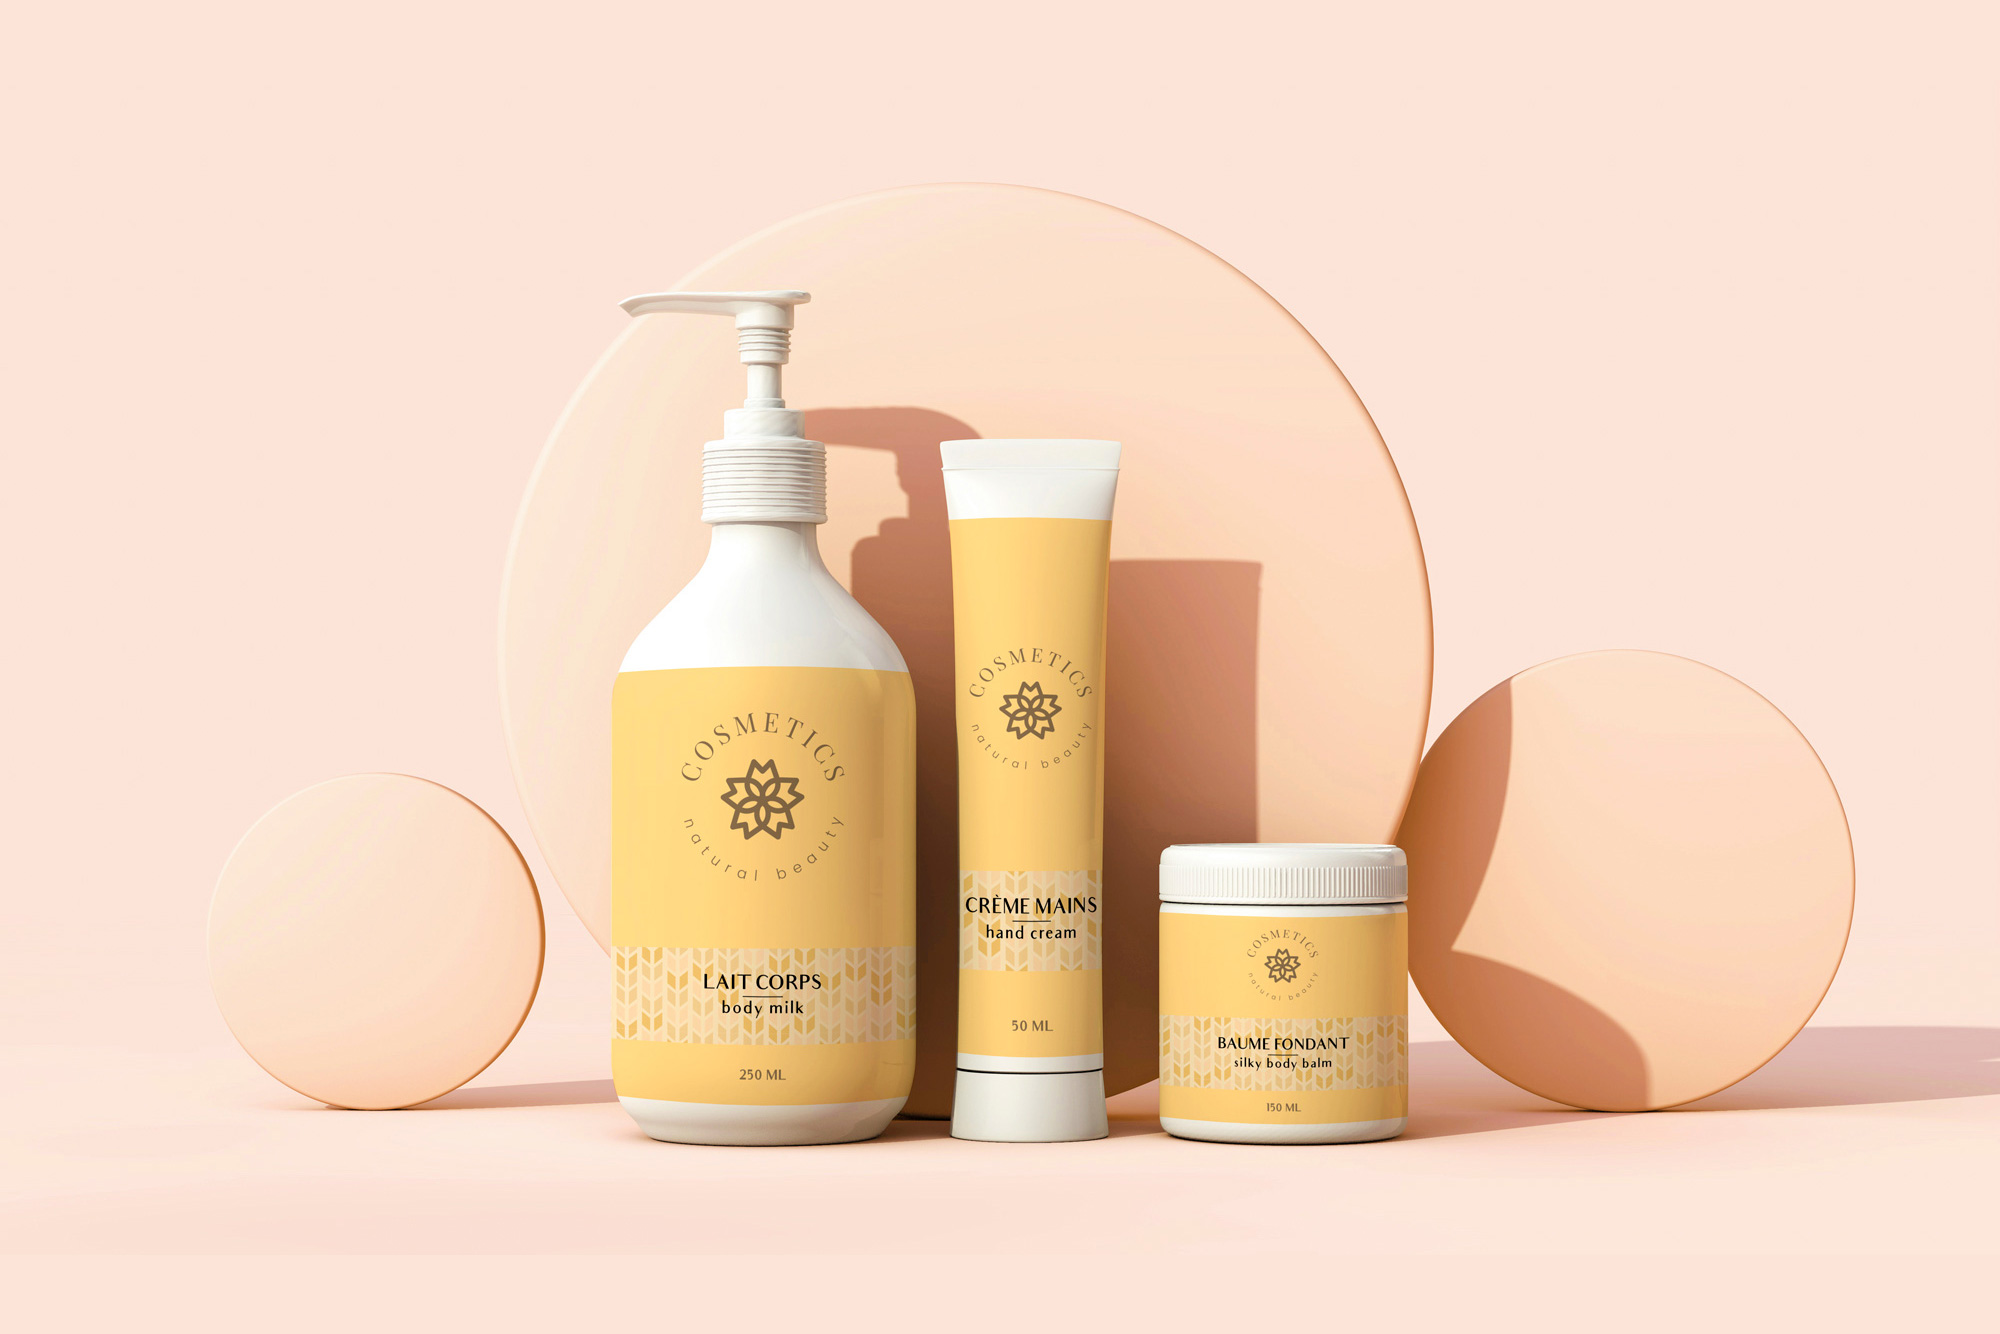 COSMETICS
natural beauty
LAIT CORPS
body milk
250 ML
COSMETICS
natural beauty
CRÈME MAINS
hand cream
50 ML
COSMETICS
natural beauty
BAUME FONDANT
silky body balm
150 ML